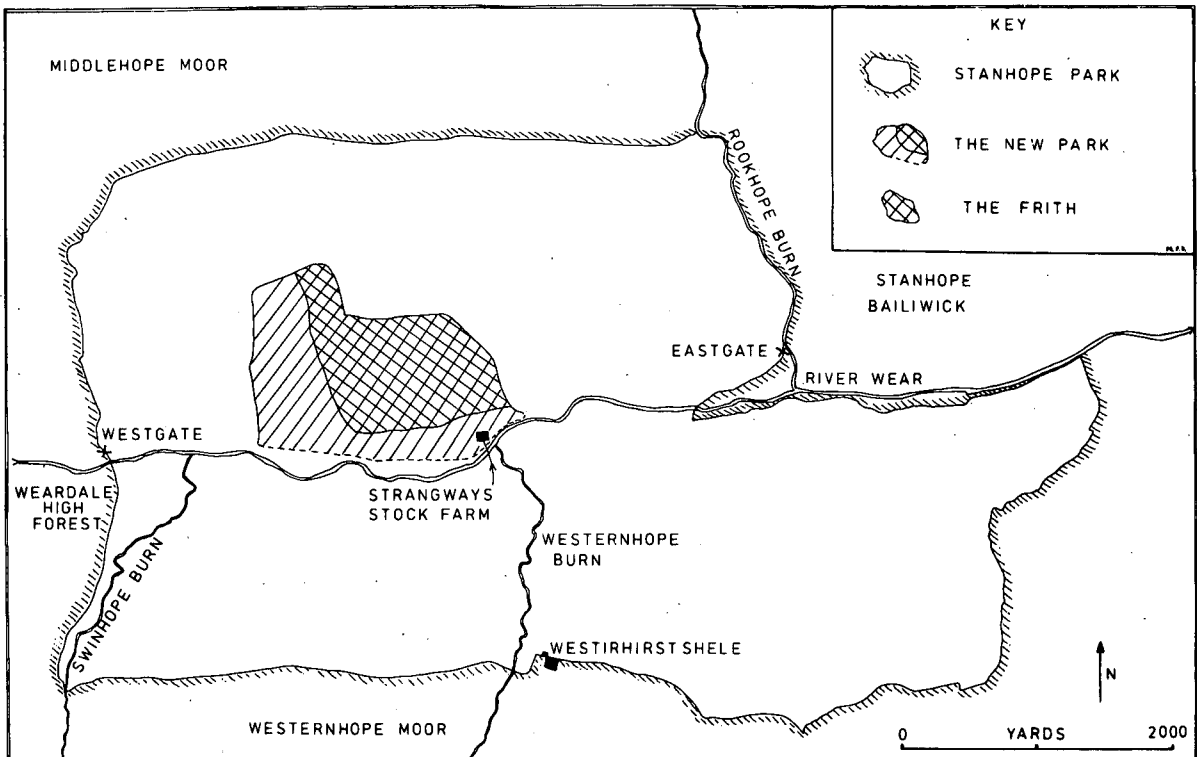 MIDDLEHOPE MOOR
KEY
STANHOPE PARK
THE NEW PARK
THE FRITH
ROOKHOPE BURN
STANHOPE
BAILIWICK
EASTGATE
RIVER WEAR
WESTGATE
WEARDALE
HIGH
FOREST
STRANGWAYS
STOCK FARM
SWINHOPE BURN
WESTERNHOPE
BURN
WESTIRHIRST SHELE
WESTERNHOPE MOOR
N
0 YARDS 2000